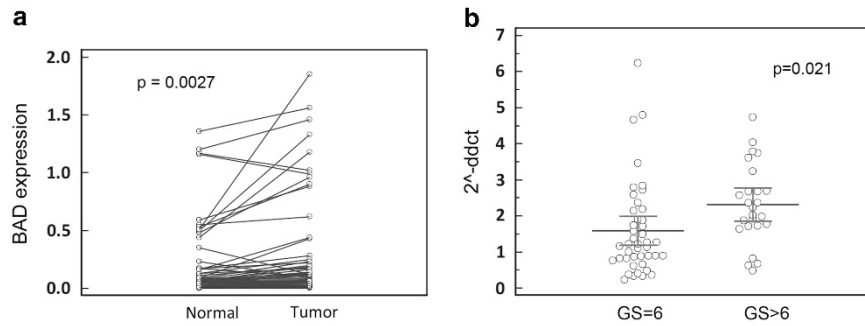 a
BAD expression
2.0
1.5
1.0
0.5
0.0
p = 0.0027
Normal Tumor
b
2^-ddct
7
6
5
4
3
2
1
0
p=0.021
GS=6 GS>6